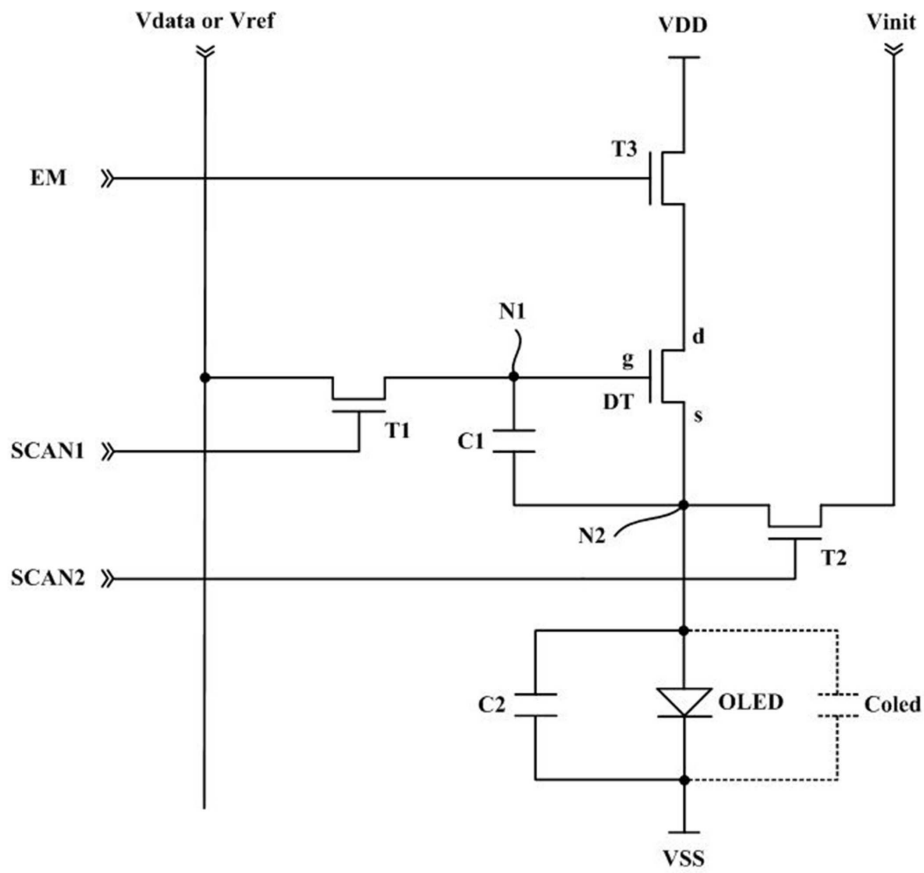 Vdata or Vref
VDD
Vinit
T3
EM
N1
d
g
DT
s
T1
C1
SCAN1
N2
T2
SCAN2
C2
OLED
Coled
VSS